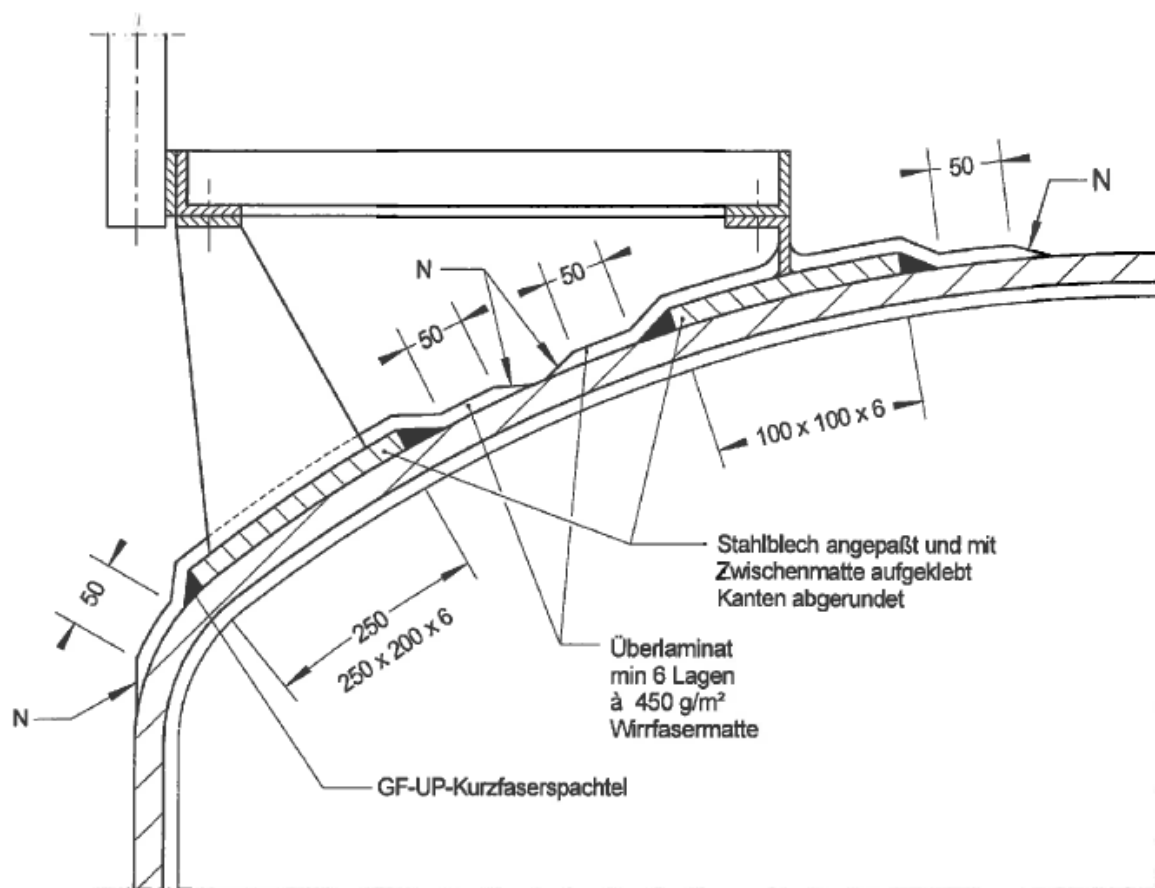 50
N
N
50
50
100 x 100 x 6
Stahlblech angepaßt und mit
Zwischenmatte aufgeklebt
Kanten abgerundet
50
250
250 x 200 x 6
Überlaminat
min 6 Lagen
à 450 g/m²
Wirrfasermatte
N
GF-UP-Kurzfaserspachtel